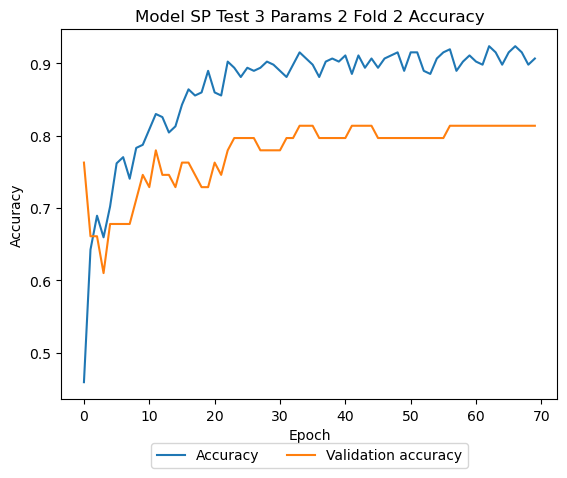 Model SP Test 3 Params 2 Fold 2 Accuracy
Accuracy
0.9
0.8
0.7
0.6
0.5
0 10 20 30 40 50 60 70
Epoch
Accuracy Validation accuracy